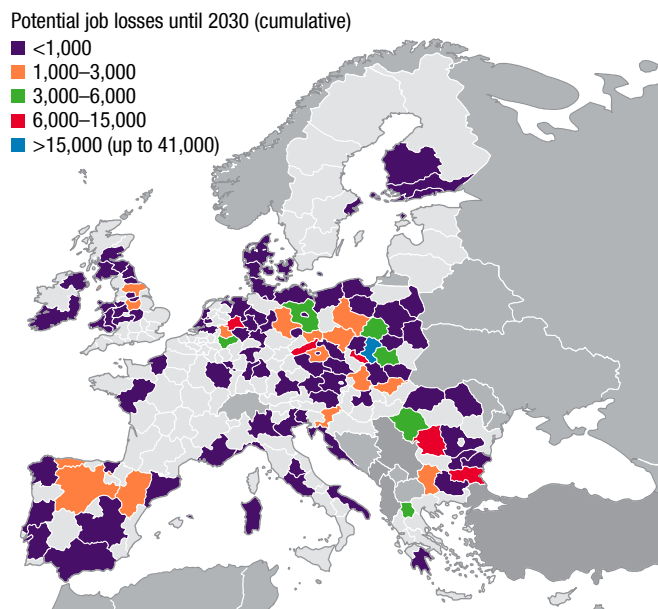 Potential job losses until 2030 (cumulative)
<1,000
1,000–3,000
3,000–6,000
6,000–15,000
>15,000 (up to 41,000)